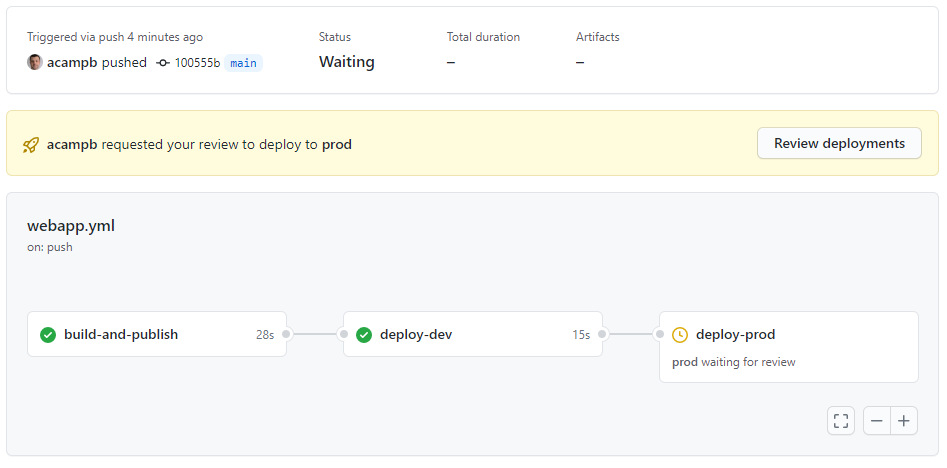 Triggered via push 4 minutes ago
acampb pushed 100555b main
Status
Waiting
Total duration
–
Artifacts
–
acampb requested your review to deploy to prod
Review deployments
webapp.yml
on: push
build-and-publish 28s
deploy-dev 15s
deploy-prod
prod waiting for review